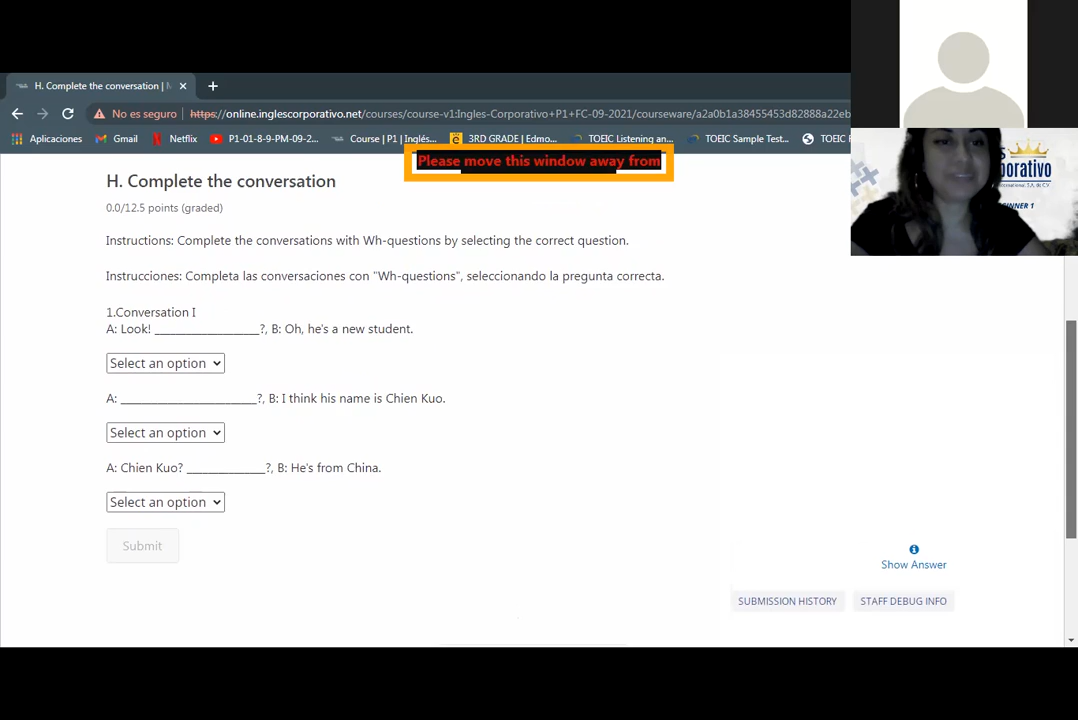 H. Complete the conversation |
No es seguro
https://online.inglescorporativo.net/courses/course-v1:Ingles-Corporativo+P1+FC-09-2021/courseware/a2a0b1a38455453d82888a22eb
Aplicaciones
Gmail
Netflix
P1-01-8-9-PM-09-2...
Course | P1 | Inglés...
3RD GRADE | Edmo...
TOEIC Listening an...
TOEIC Sample Test...
TOEIC
Please move this window away from
H. Complete the conversation
0.0/12.5 points (graded)
Instructions: Complete the conversations with Wh-questions by selecting the correct question.
Instrucciones: Completa las conversaciones con "Wh-questions", seleccionando la pregunta correcta.
1.Conversation I
A: Look! ____________________?, B: Oh, he's a new student.
Select an option
A: __________________________?, B: I think his name is Chien Kuo.
Select an option
A: Chien Kuo? _______________?, B: He's from China.
Select an option
Submit
Show Answer
SUBMISSION HISTORY
STAFF DEBUG INFO